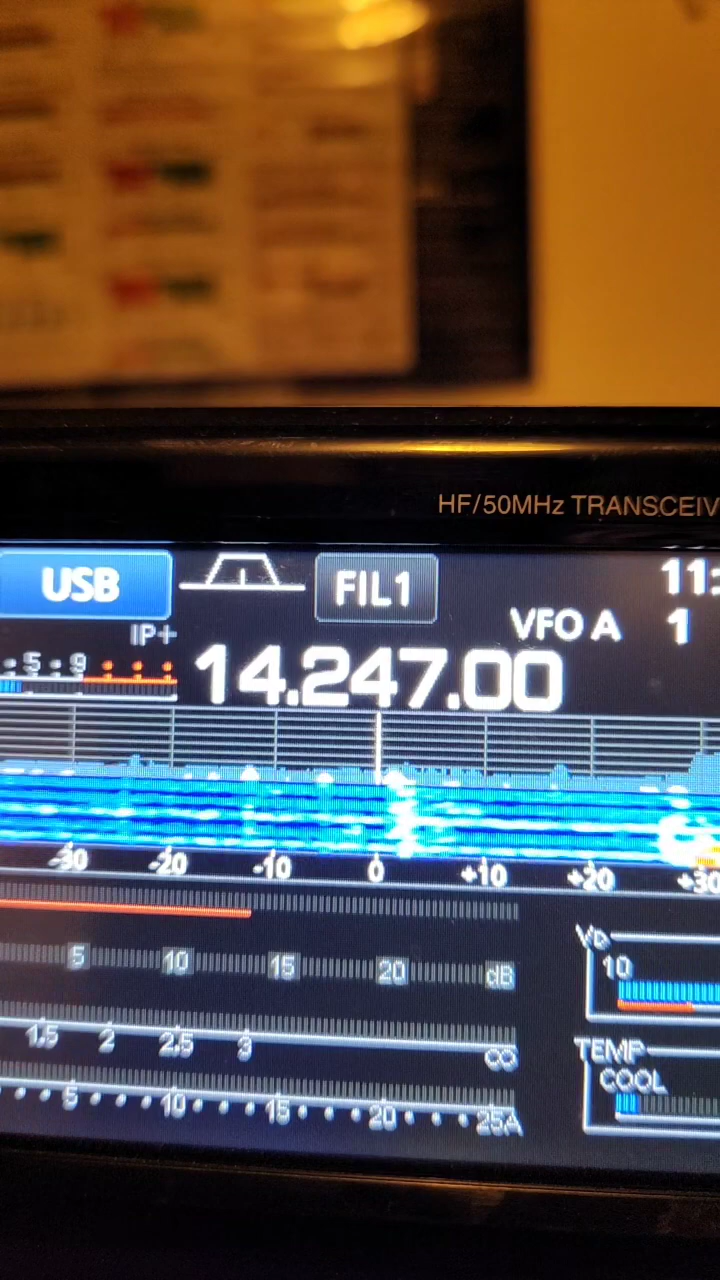 HF/50MHz TRANSCEIV
USB FIL1 11:
VFO A 1
IP+
5 9 14.247.00
-30 -20 -10 0 +10 +20 +30
5 10 15 20 dB
VD
10
1.5 2 2.5 3 ∞
TEMP
COOL
5 10 15 20 25A